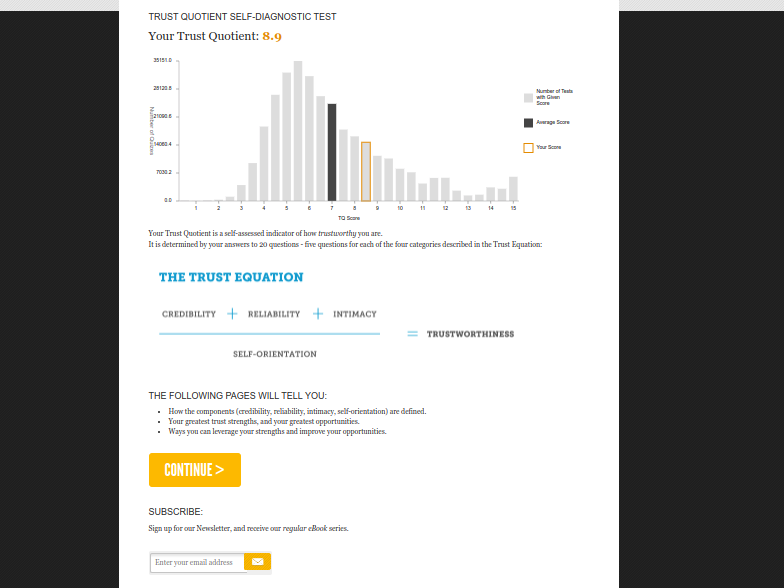 TRUST QUOTIENT SELF-DIAGNOSTIC TEST
Your Trust Quotient: 8.9
35151.0
28120.8
21090.6
14060.4
7030.2
0.0
Number of Quotes
1 2 3 4 5 6 7 8 9 10 11 12 13 14 15
TQ Score
Number of Tests
with Given
Score
Average Score
Your Score
Your Trust Quotient is a self-assessed indicator of how trustworthy you are.
It is determined by your answers to 20 questions - five questions for each of the four categories described in the Trust Equation:
THE TRUST EQUATION
CREDIBILITY + RELIABILITY + INTIMACY
= TRUSTWORTHINESS
SELF-ORIENTATION
THE FOLLOWING PAGES WILL TELL YOU:
• How the components (credibility, reliability, intimacy, self-orientation) are defined.
• Your greatest trust strengths, and your greatest opportunities.
• Ways you can leverage your strengths and improve your opportunities.
CONTINUE >
SUBSCRIBE:
Sign up for our Newsletter, and receive our regular eBook series.
Enter your email address